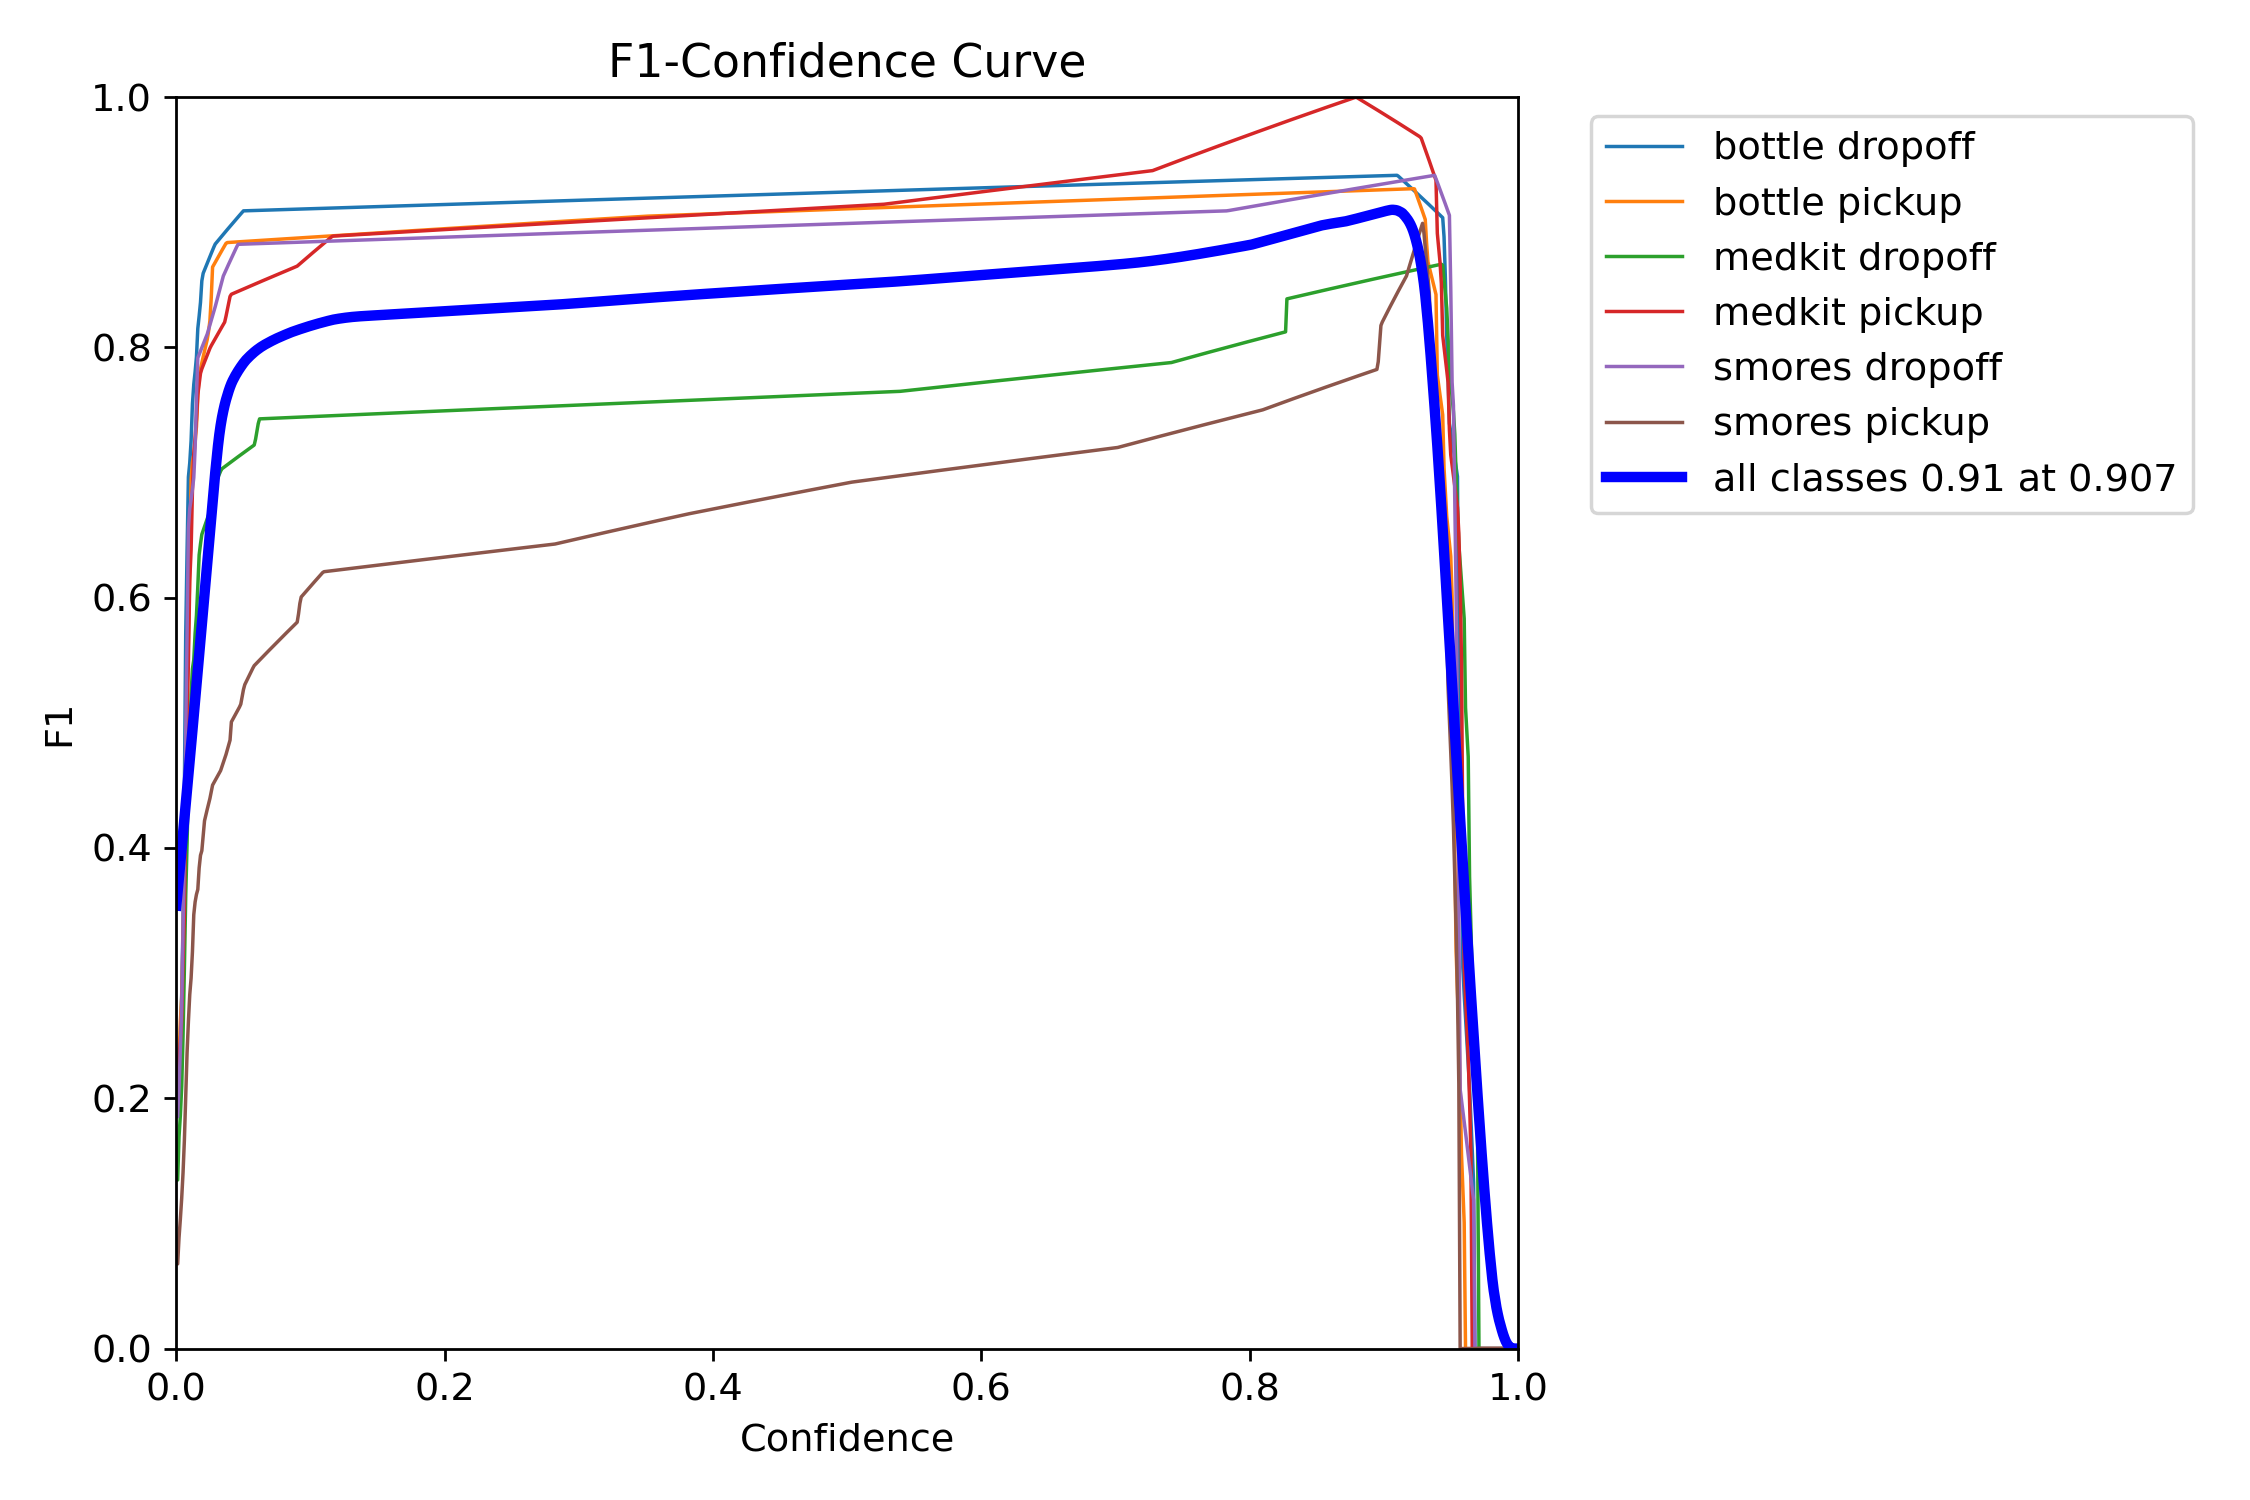 F1-Confidence Curve
1.0
0.8
0.6
0.4
0.2
0.0
F1
0.0 0.2 0.4 0.6 0.8 1.0
Confidence
bottle dropoff
bottle pickup
medkit dropoff
medkit pickup
smores dropoff
smores pickup
all classes 0.91 at 0.907